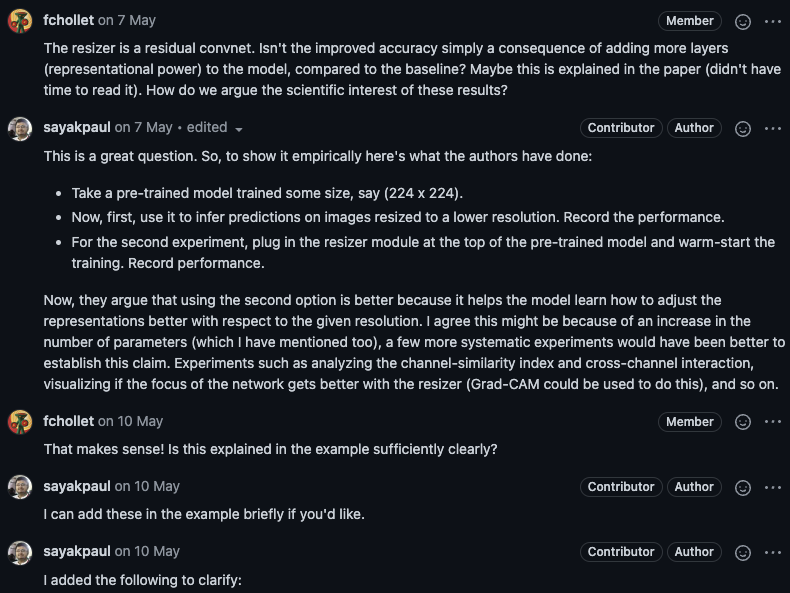 fchollet on 7 May
Member
The resizer is a residual convnet. Isn't the improved accuracy simply a consequence of adding more layers
(representational power) to the model, compared to the baseline? Maybe this is explained in the paper (didn't have
time to read it). How do we argue the scientific interest of these results?
sayakpaul on 7 May • edited
Contributor
Author
This is a great question. So, to show it empirically here's what the authors have done:
• Take a pre-trained model trained some size, say (224 x 224).
• Now, first, use it to infer predictions on images resized to a lower resolution. Record the performance.
• For the second experiment, plug in the resizer module at the top of the pre-trained model and warm-start the
training. Record performance.
Now, they argue that using the second option is better because it helps the model learn how to adjust the
representations better with respect to the given resolution. I agree this might be because of an increase in the
number of parameters (which I have mentioned too), a few more systematic experiments would have been better to
establish this claim. Experiments such as analyzing the channel-similarity index and cross-channel interaction,
visualizing if the focus of the network gets better with the resizer (Grad-CAM could be used to do this), and so on.
fchollet on 10 May
Member
That makes sense! Is this explained in the example sufficiently clearly?
sayakpaul on 10 May
Contributor
Author
I can add these in the example briefly if you'd like.
sayakpaul on 10 May
Contributor
Author
I added the following to clarify: